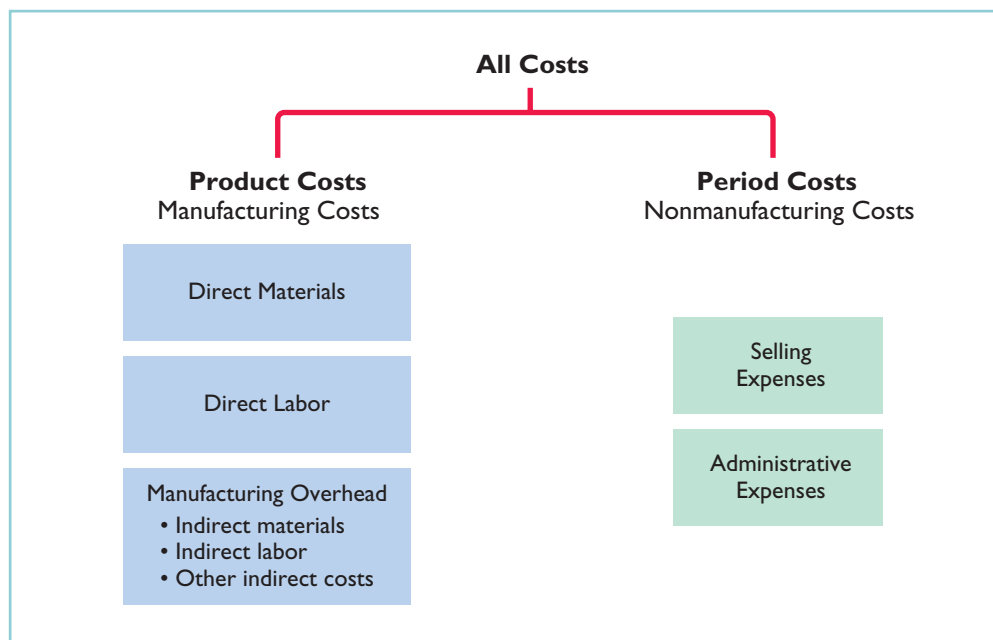 All Costs
Product Costs
Manufacturing Costs
Direct Materials
Direct Labor
Manufacturing Overhead
• Indirect materials
• Indirect labor
• Other indirect costs
Period Costs
Nonmanufacturing Costs
Selling
Expenses
Administrative
Expenses